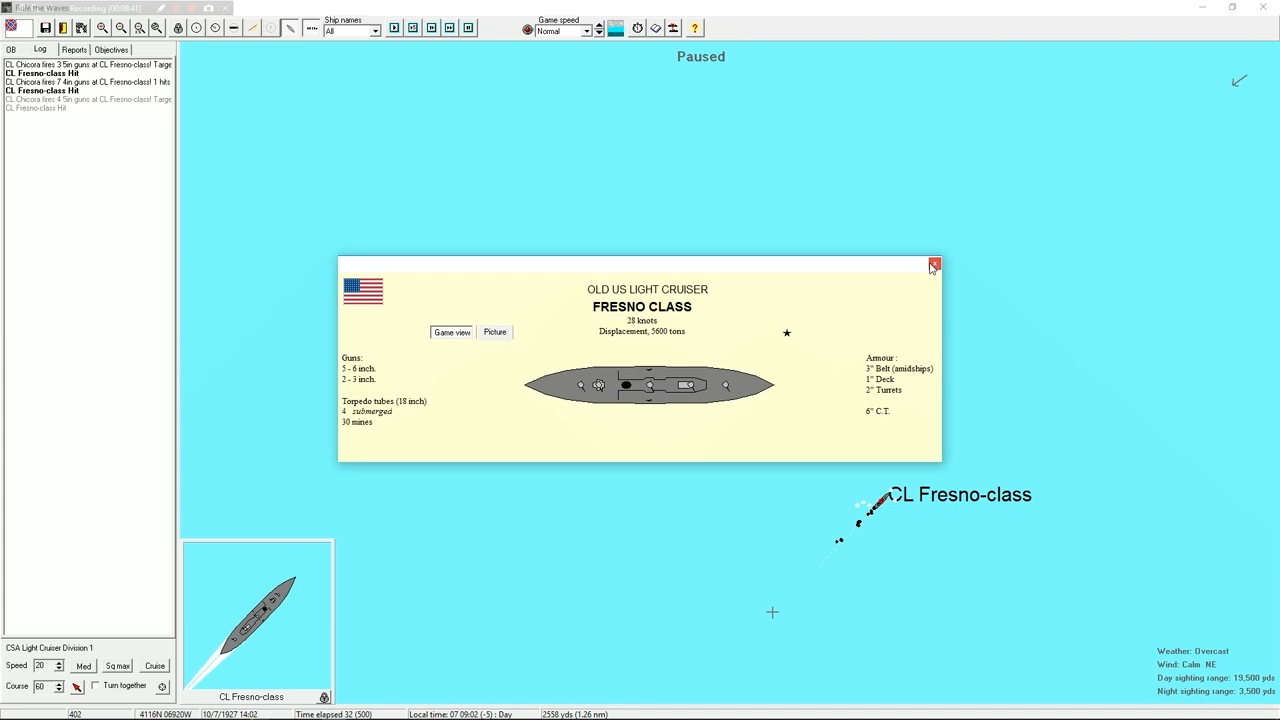 Rule the Waves Recording [00:08:41]
Ship names
All
Game speed
Normal
OB Log Reports Objectives
Paused
CL Chicora fires 3 5in guns at CL Fresno-class! Targe
CL Fresno-class Hit
CL Chicora fires 7 4in guns at CL Fresno-class! 1 hits
CL Fresno-class Hit
CL Chicora fires 4 5in guns at CL Fresno-class! Targe
CL Fresno-class Hit
OLD US LIGHT CRUISER
FRESNO CLASS
28 knots
Displacement, 5600 tons
Game view Picture
Guns:
5 - 6 inch.
2 - 3 inch.
Torpedo tubes (18 inch)
4 submerged
30 mines
Armour :
3" Belt (amidships)
1" Deck
2" Turrets
6" C.T.
CL Fresno-class
CSA Light Cruiser Division 1
Speed 20 Med Sq max Cruise
Course 60 Turn together
CL Fresno-class
Weather: Overcast
Wind: Calm NE
Day sighting range: 19,500 yds
Night sighting range: 3,500 yds
402 4116N 06920W 10/7/1927 14:02 Time elapsed 32 (500) Local time: 07 09:02 (-5) : Day 2558 yds (1.26 nm)